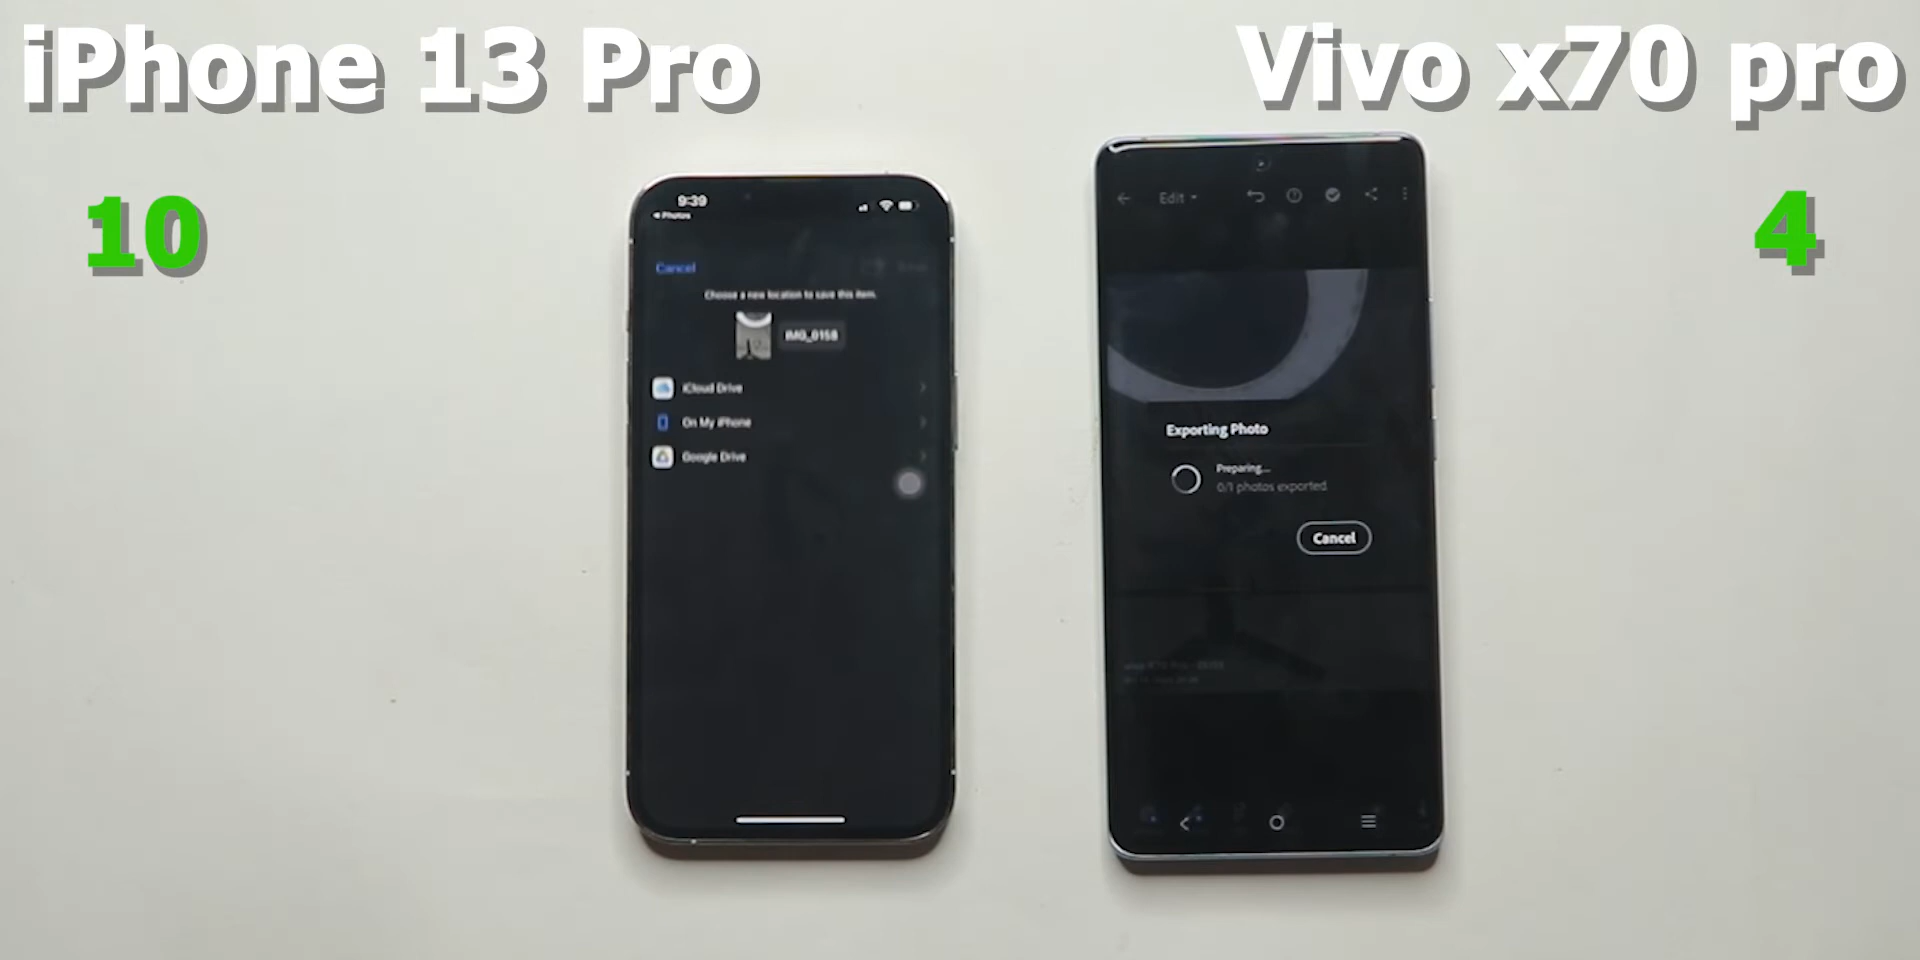 iPhone 13 Pro
Vivo x70 pro
10
4
9:39
Photos
Cancel
Choose a new location to save this item.
IMG_0158
iCloud Drive
On My iPhone
Google Drive
Edit
Exporting Photo
Preparing...
0/1 photos exported
Cancel